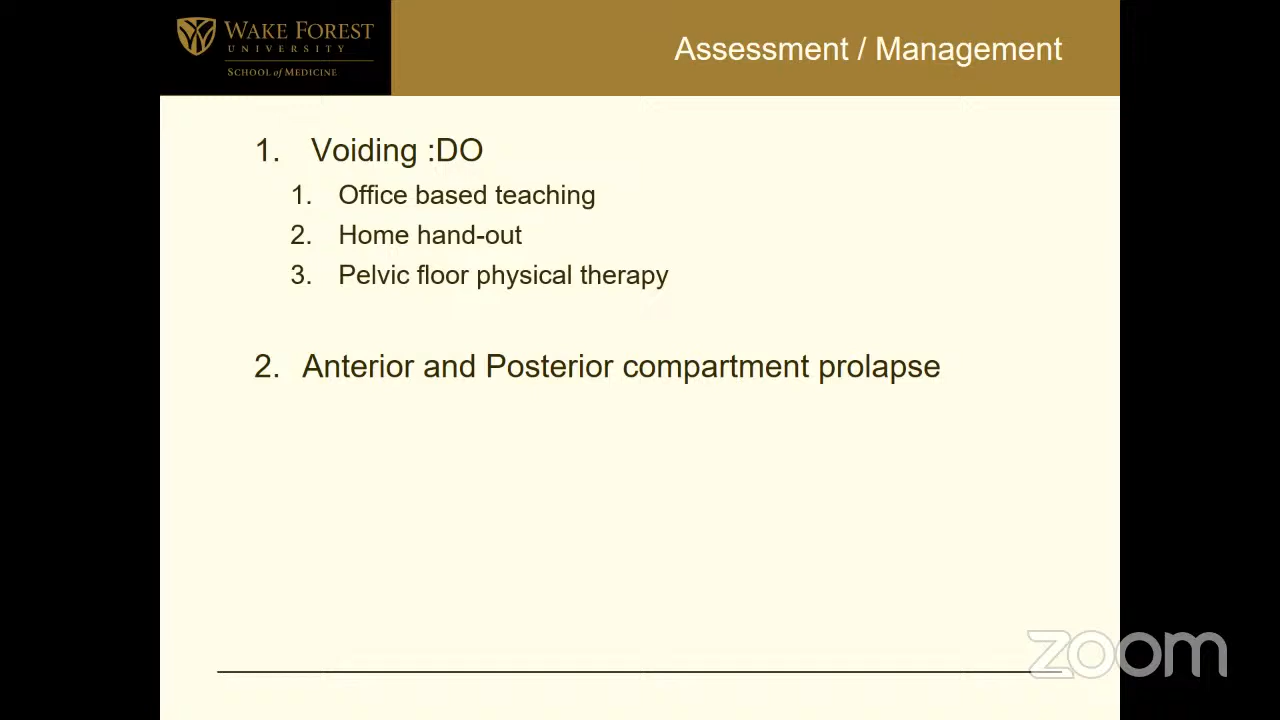 WAKE FOREST
UNIVERSITY
SCHOOL of MEDICINE
Assessment / Management
1. Voiding :DO
1. Office based teaching
2. Home hand-out
3. Pelvic floor physical therapy
2. Anterior and Posterior compartment prolapse
zoom